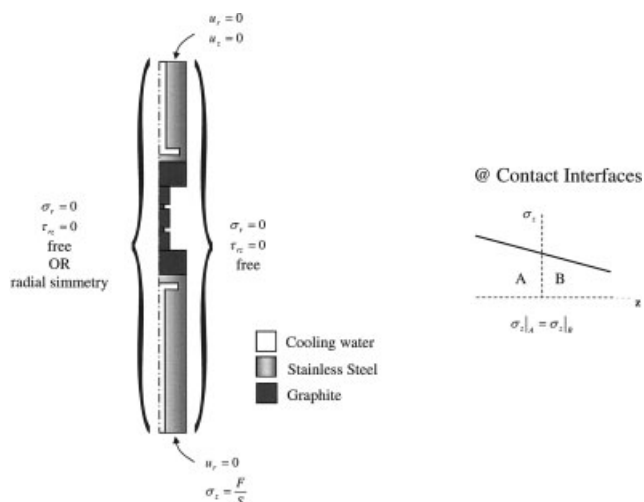 u_r = 0
u_z = 0
σ_r = 0
τ_rz = 0
free
OR
radial simmetry
σ_r = 0
τ_rz = 0
free
@ Contact Interfaces
σ_z
A B
z
σ_z|_A = σ_z|_B
Cooling water
Stainless Steel
Graphite
u_r = 0
σ_z = F/S